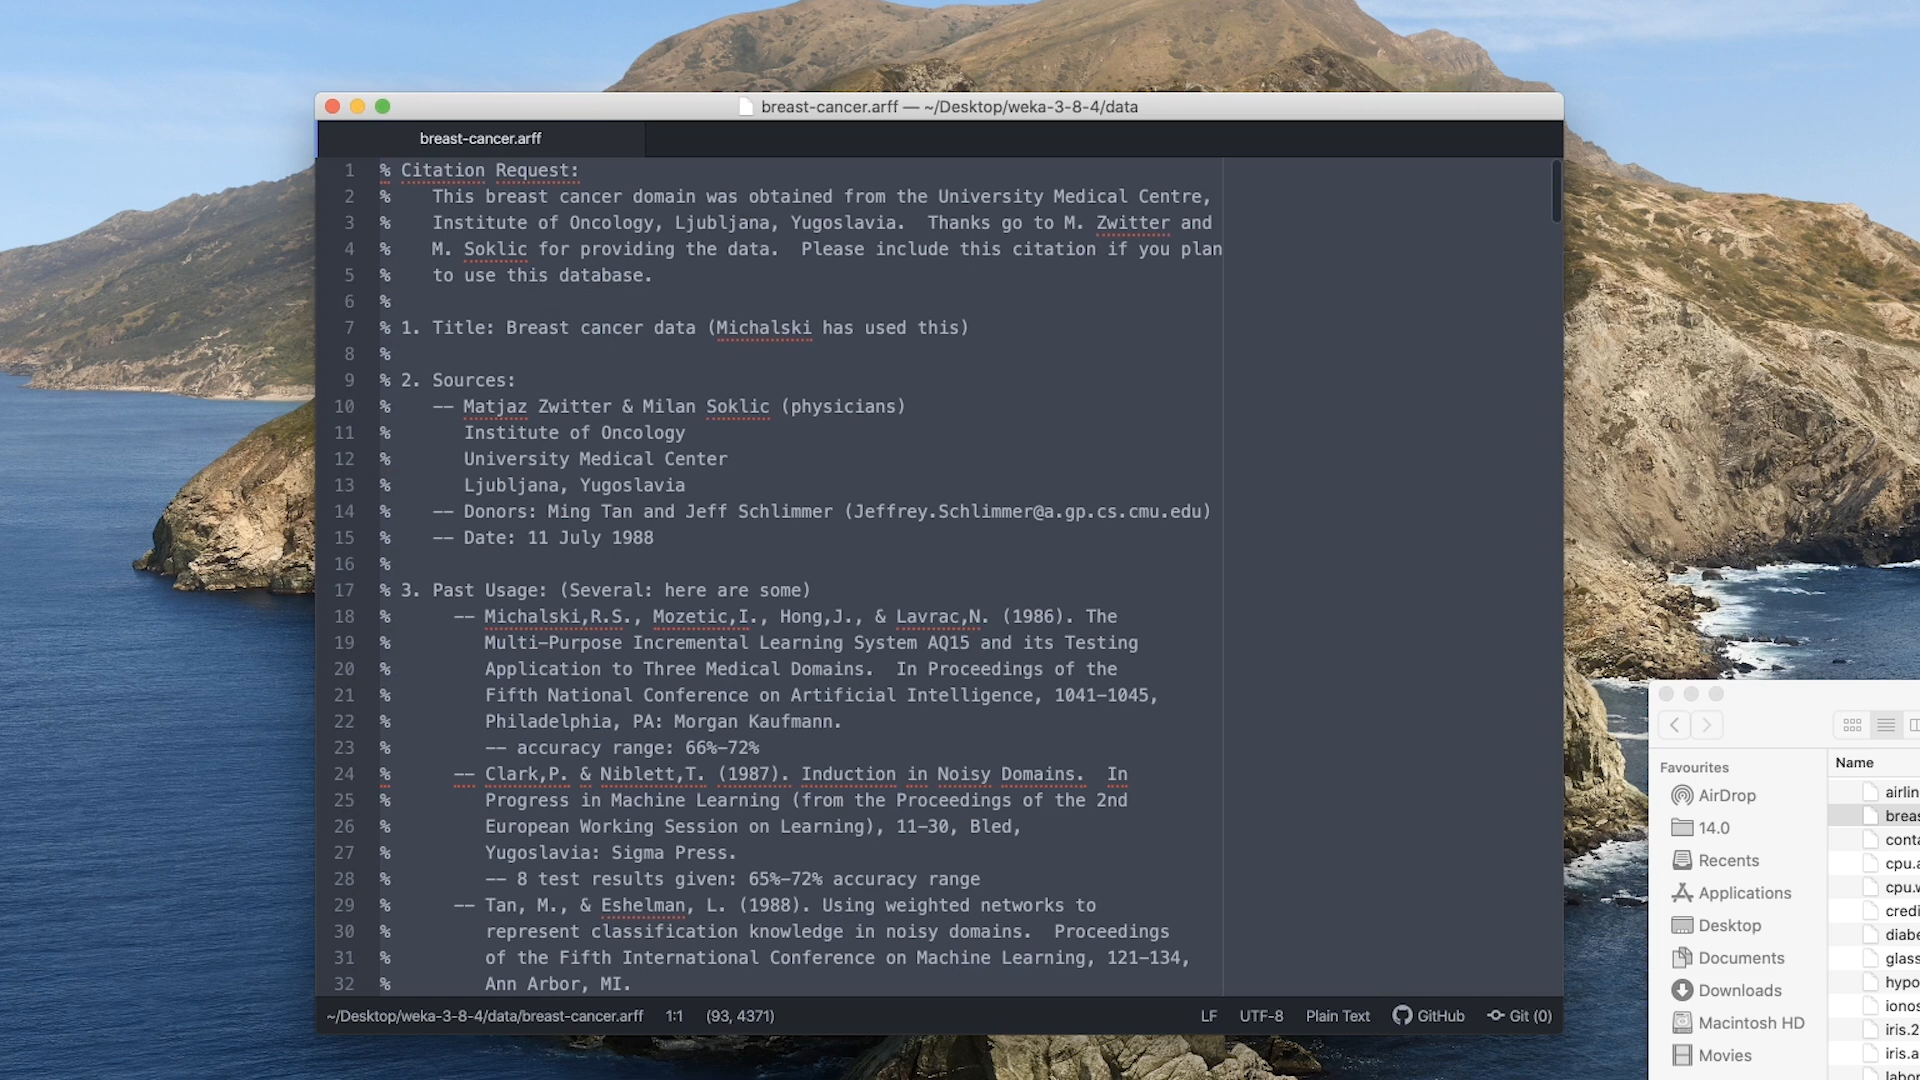 breast-cancer.arff — ~/Desktop/weka-3-8-4/data
breast-cancer.arff
1 % Citation Request:
2 % This breast cancer domain was obtained from the University Medical Centre,
3 % Institute of Oncology, Ljubljana, Yugoslavia. Thanks go to M. Zwitter and
4 % M. Soklic for providing the data. Please include this citation if you plan
5 % to use this database.
6 %
7 % 1. Title: Breast cancer data (Michalski has used this)
8 %
9 % 2. Sources:
10 % -- Matjaz Zwitter & Milan Soklic (physicians)
11 % Institute of Oncology
12 % University Medical Center
13 % Ljubljana, Yugoslavia
14 % -- Donors: Ming Tan and Jeff Schlimmer (Jeffrey.Schlimmer@a.gp.cs.cmu.edu)
15 % -- Date: 11 July 1988
16 %
17 % 3. Past Usage: (Several: here are some)
18 % -- Michalski,R.S., Mozetic,I., Hong,J., & Lavrac,N. (1986). The
19 % Multi-Purpose Incremental Learning System AQ15 and its Testing
20 % Application to Three Medical Domains. In Proceedings of the
21 % Fifth National Conference on Artificial Intelligence, 1041-1045,
22 % Philadelphia, PA: Morgan Kaufmann.
23 % -- accuracy range: 66%-72%
24 % -- Clark,P. & Niblett,T. (1987). Induction in Noisy Domains. In
25 % Progress in Machine Learning (from the Proceedings of the 2nd
26 % European Working Session on Learning), 11-30, Bled,
27 % Yugoslavia: Sigma Press.
28 % -- 8 test results given: 65%-72% accuracy range
29 % -- Tan, M., & Eshelman, L. (1988). Using weighted networks to
30 % represent classification knowledge in noisy domains. Proceedings
31 % of the Fifth International Conference on Machine Learning, 121-134,
32 % Ann Arbor, MI.
~/Desktop/weka-3-8-4/data/breast-cancer.arff 1:1 (93, 4371) LF UTF-8 Plain Text GitHub Git (0)
Favourites
AirDrop
14.0
Recents
Applications
Desktop
Documents
Downloads
Macintosh HD
Movies
Name
airlin
breas
conta
cpu.a
cpu.w
credi
diabe
glass
hypo
ionos
iris.2
iris.a
labor